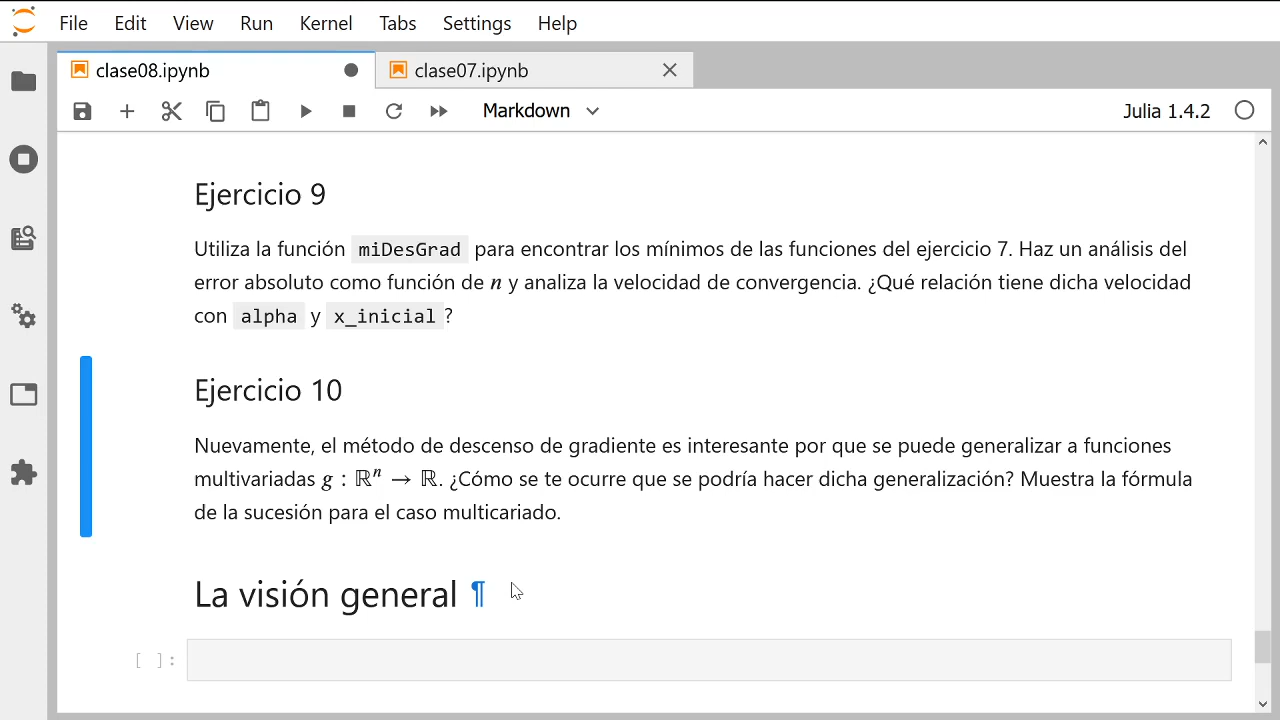 File Edit View Run Kernel Tabs Settings Help
clase08.ipynb clase07.ipynb
Markdown Julia 1.4.2
Ejercicio 9
Utiliza la función miDesGrad para encontrar los mínimos de las funciones del ejercicio 7. Haz un análisis del
error absoluto como función de n y analiza la velocidad de convergencia. ¿Qué relación tiene dicha velocidad
con alpha y x_inicial ?
Ejercicio 10
Nuevamente, el método de descenso de gradiente es interesante por que se puede generalizar a funciones
multivariadas g : ℝⁿ → ℝ. ¿Cómo se te ocurre que se podría hacer dicha generalización? Muestra la fórmula
de la sucesión para el caso multicariado.
La visión general ¶
[ ]: